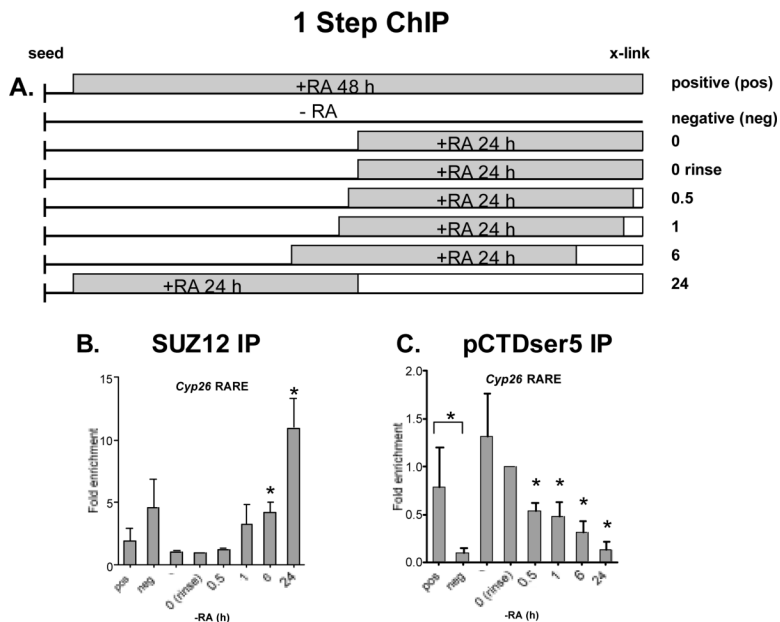 1 Step ChIP
seed
x-link
A.
+RA 48 h
positive (pos)
- RA
negative (neg)
+RA 24 h
0
+RA 24 h
0 rinse
+RA 24 h
0.5
+RA 24 h
1
+RA 24 h
6
+RA 24 h
24
B.
SUZ12 IP
Cyp26 RARE
Fold enrichment
15
10
5
0
*
*
pos
neg
)
0 (rinse)
0.5
1
6
24
-RA (h)
C.
pCTDser5 IP
Cyp26 RARE
Fold enrichment
2.0
1.5
1.0
0.5
0.0
*
*
*
*
*
pos
neg
)
0 (rinse)
0.5
1
6
24
-RA (h)